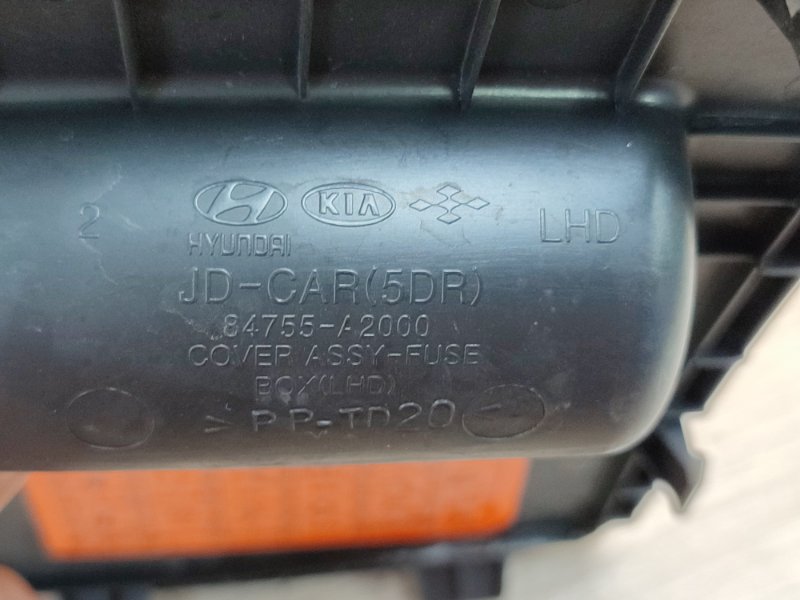 2
KIA
LHD
HYUNDAI
JD-CAR(5DR)
84755-A2000
COVER ASSY-FUSE
BOX(LHD)
>PP-TD20